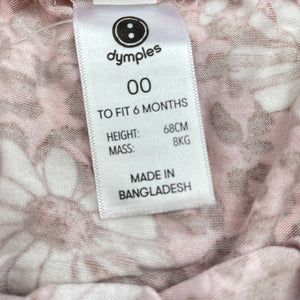 dymples
00
TO FIT 6 MONTHS
HEIGHT: 68CM
MASS: 8KG
MADE IN
BANGLADESH